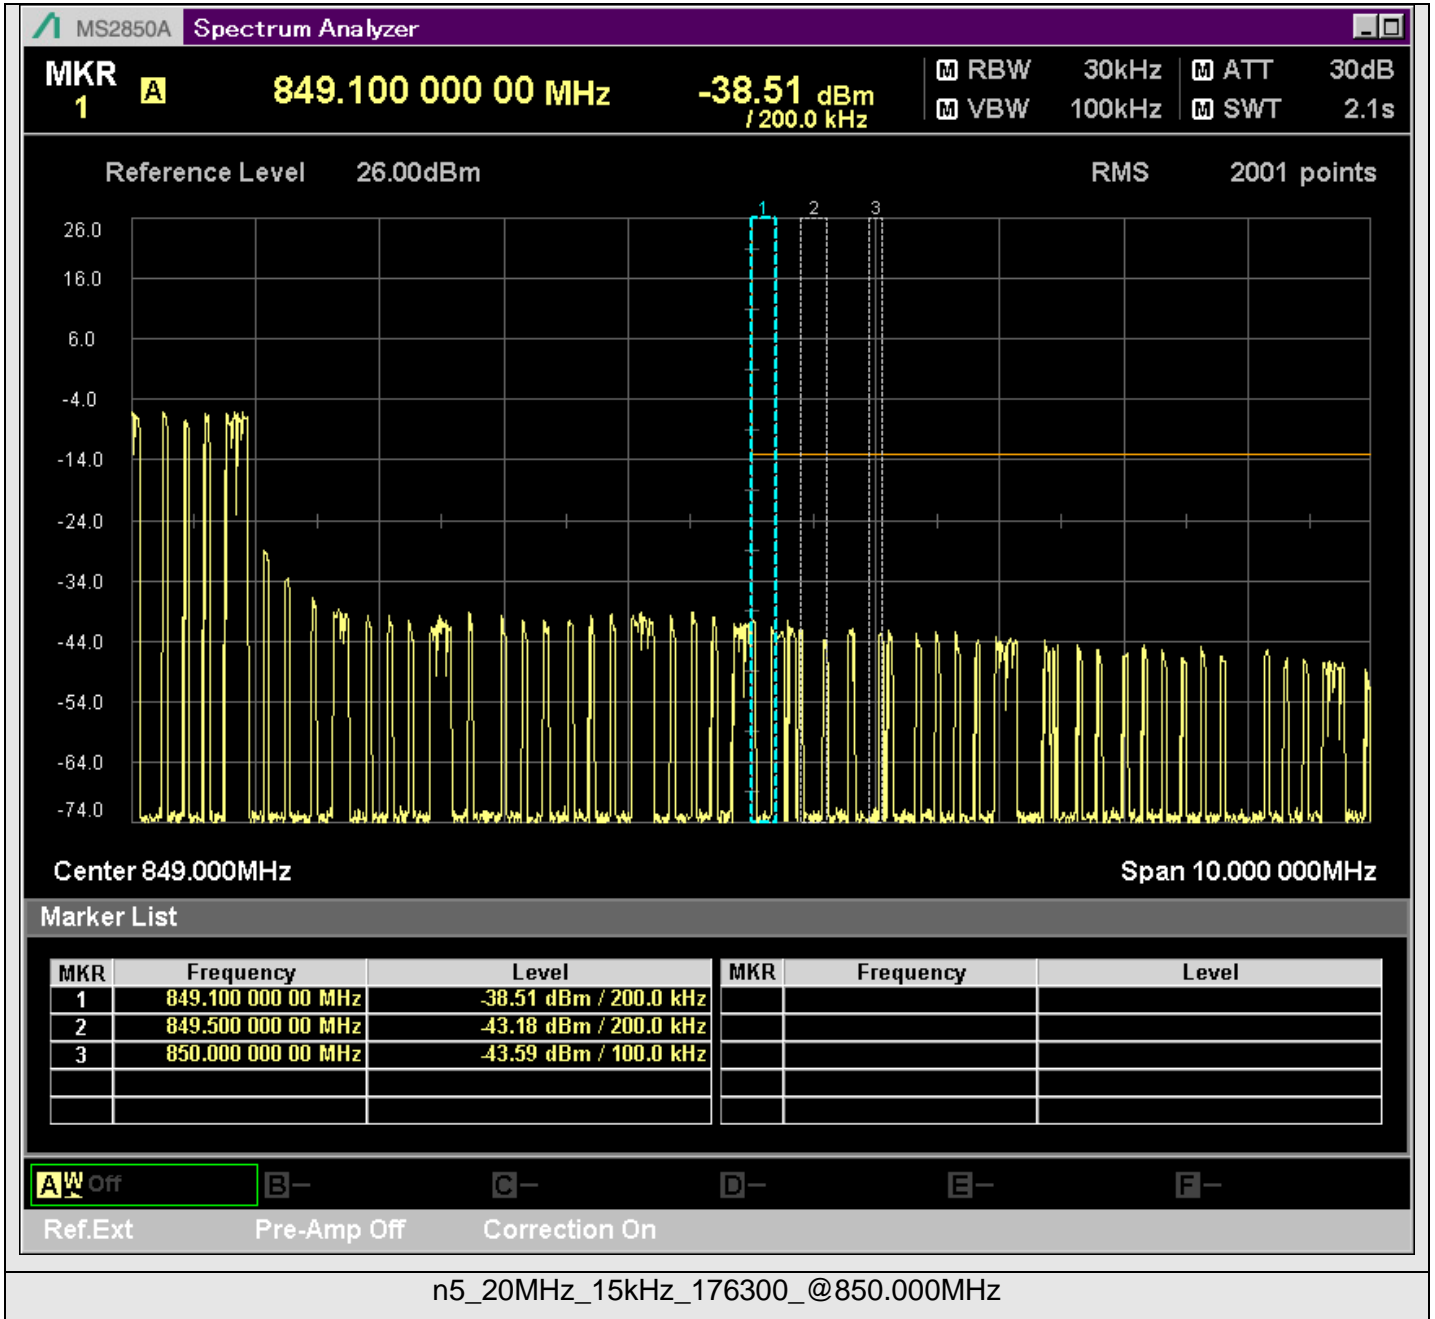 MS2850A Spectrum Analyzer
MKR 1 A 849.100 000 00 MHz -38.51 dBm / 200.0 kHz
M RBW 30kHz M ATT 30dB
M VBW 100kHz M SWT 2.1s
Reference Level 26.00dBm RMS 2001 points
1 2 3
26.0
16.0
6.0
-4.0
-14.0
-24.0
-34.0
-44.0
-54.0
-64.0
-74.0
Center 849.000MHz Span 10.000 000MHz
Marker List
MKR Frequency Level MKR Frequency Level
1 849.100 000 00 MHz -38.51 dBm / 200.0 kHz
2 849.500 000 00 MHz -43.18 dBm / 200.0 kHz
3 850.000 000 00 MHz -43.59 dBm / 100.0 kHz
A W Off B – C – D – E – F –
Ref.Ext Pre-Amp Off Correction On
n5_20MHz_15kHz_176300_@850.000MHz